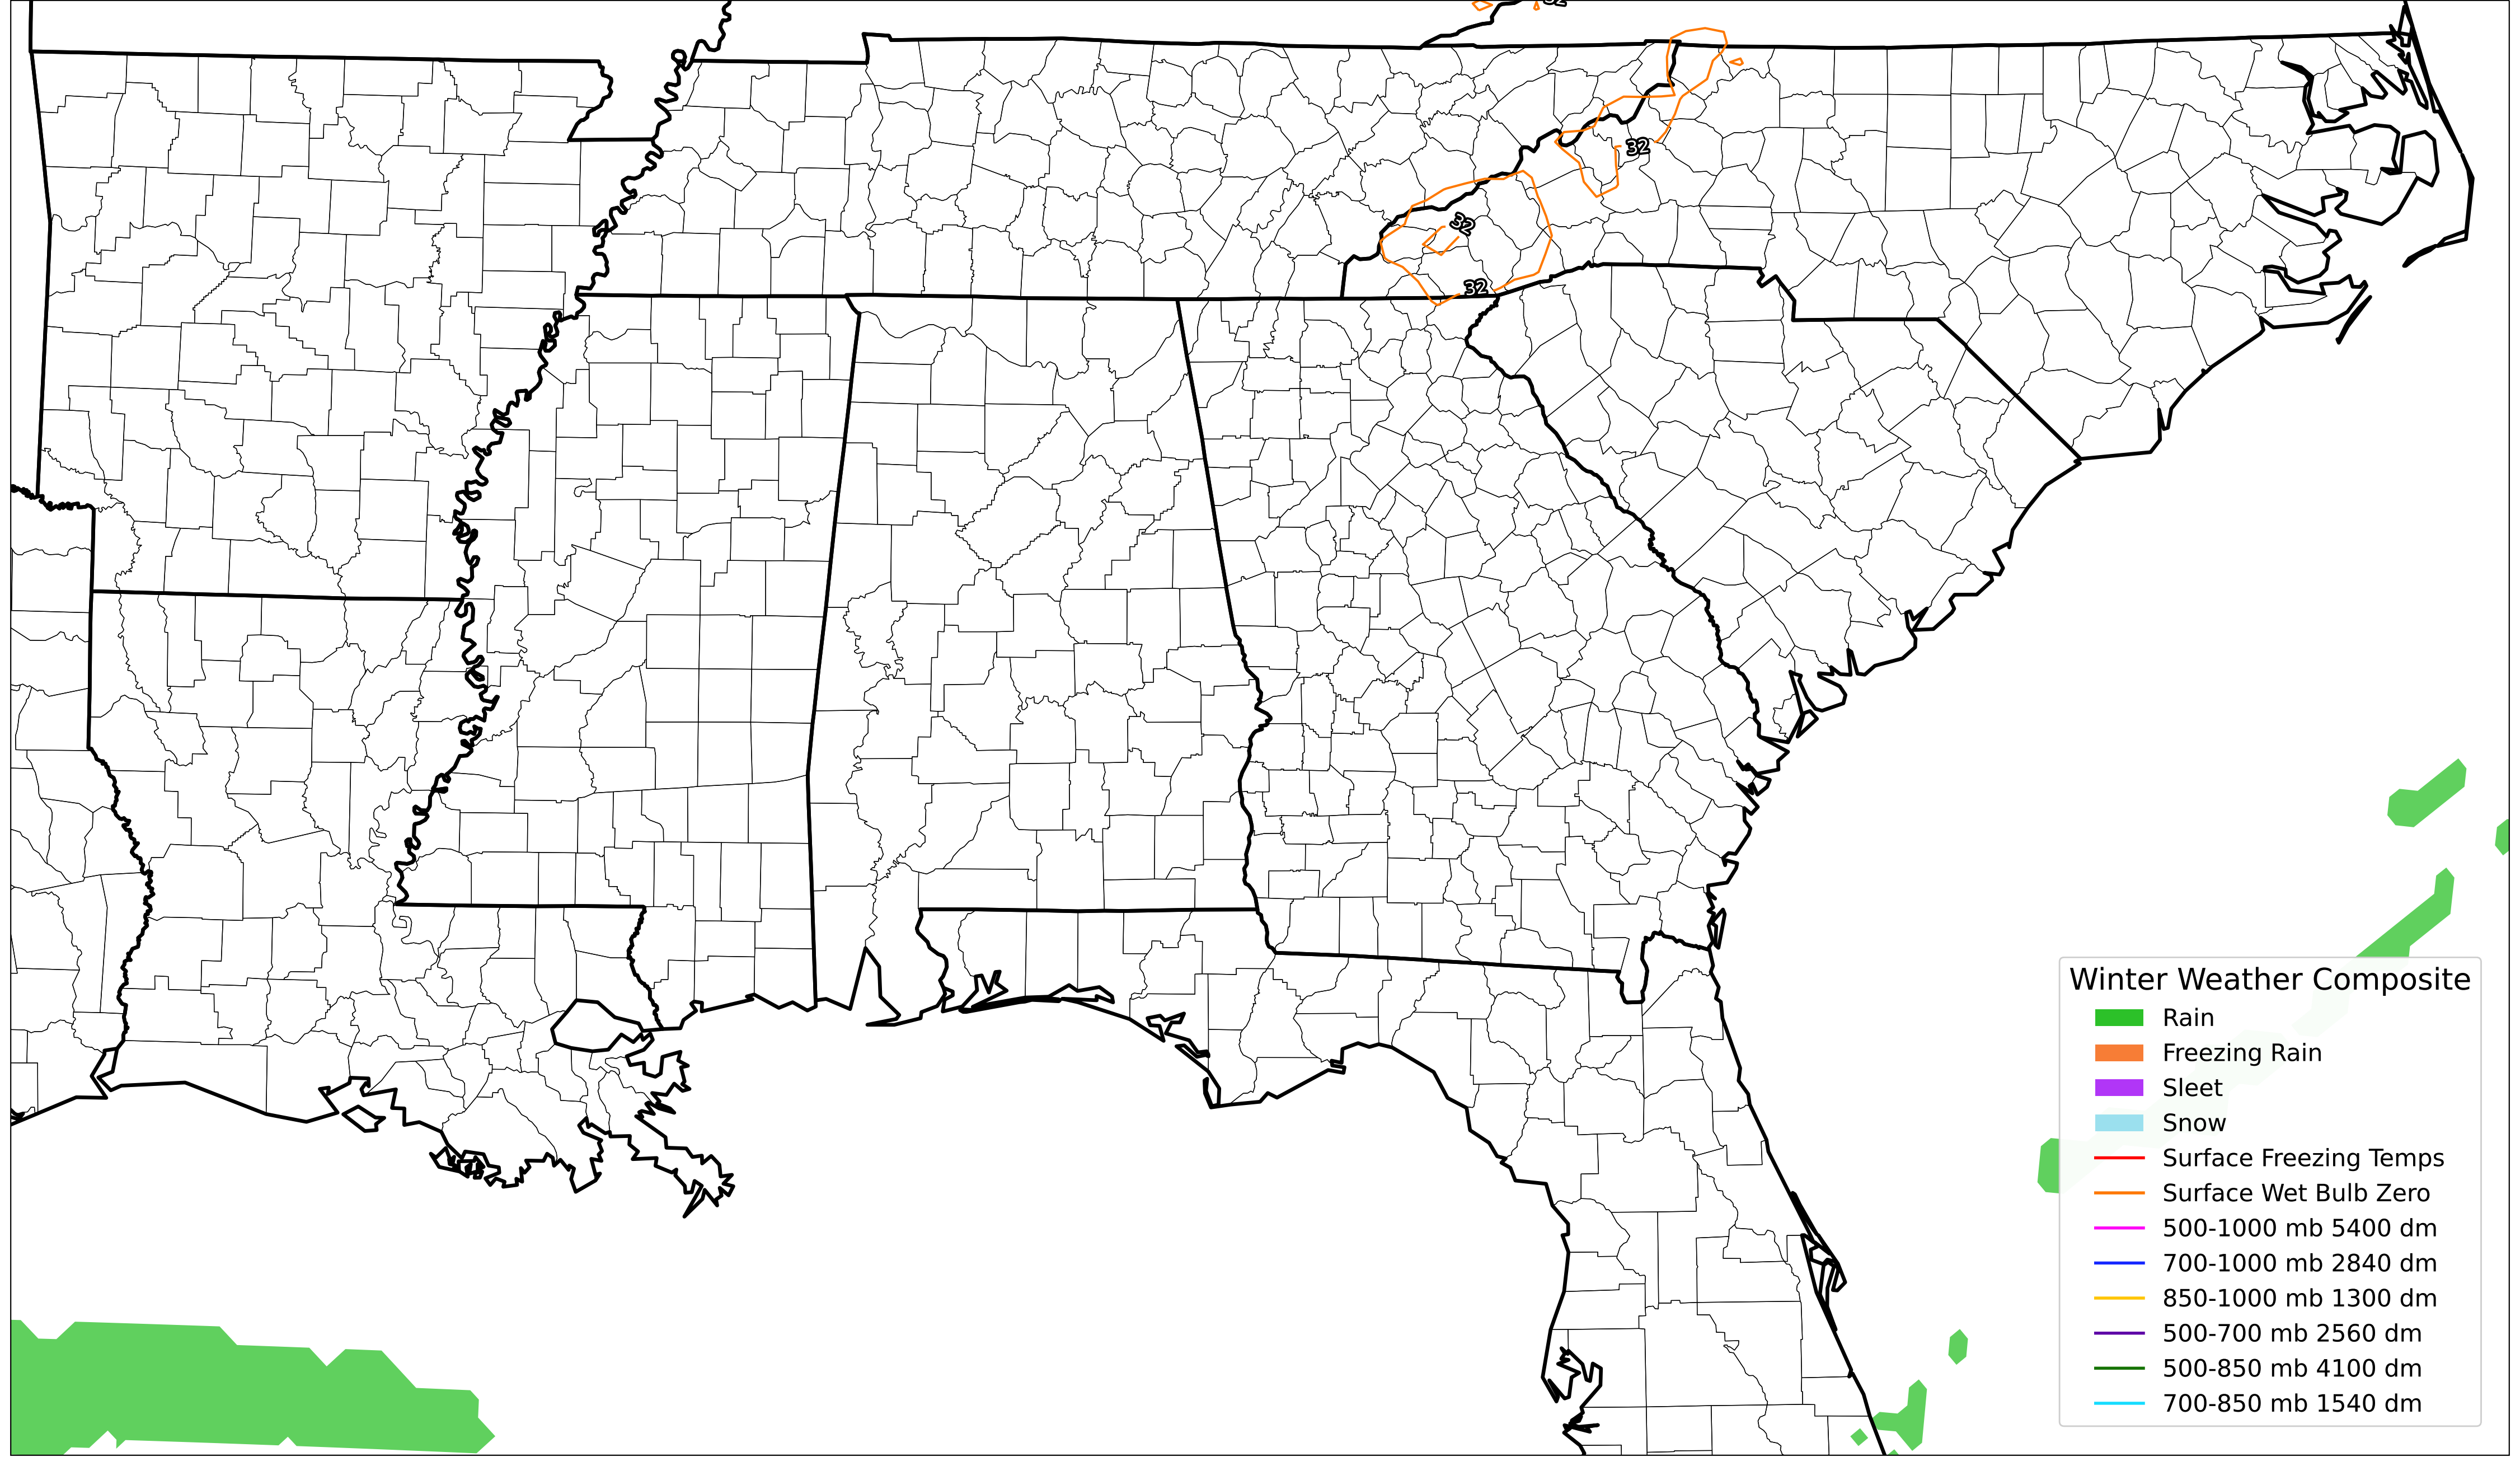 32
32
32
32
Winter Weather Composite
Rain
Freezing Rain
Sleet
Snow
Surface Freezing Temps
Surface Wet Bulb Zero
500-1000 mb 5400 dm
700-1000 mb 2840 dm
850-1000 mb 1300 dm
500-700 mb 2560 dm
500-850 mb 4100 dm
700-850 mb 1540 dm